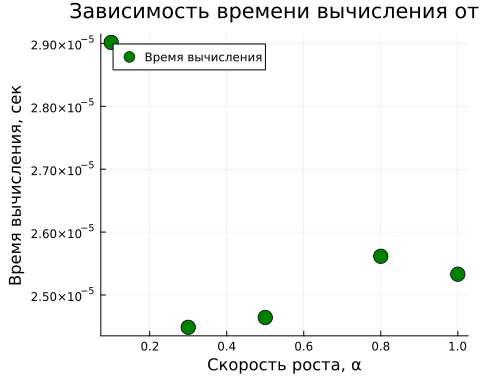 Зависимость времени вычисления от
2.90×10⁻⁵
Время вычисления
2.80×10⁻⁵
2.70×10⁻⁵
2.60×10⁻⁵
2.50×10⁻⁵
Время вычисления, сек
0.2 0.4 0.6 0.8 1.0
Скорость роста, α